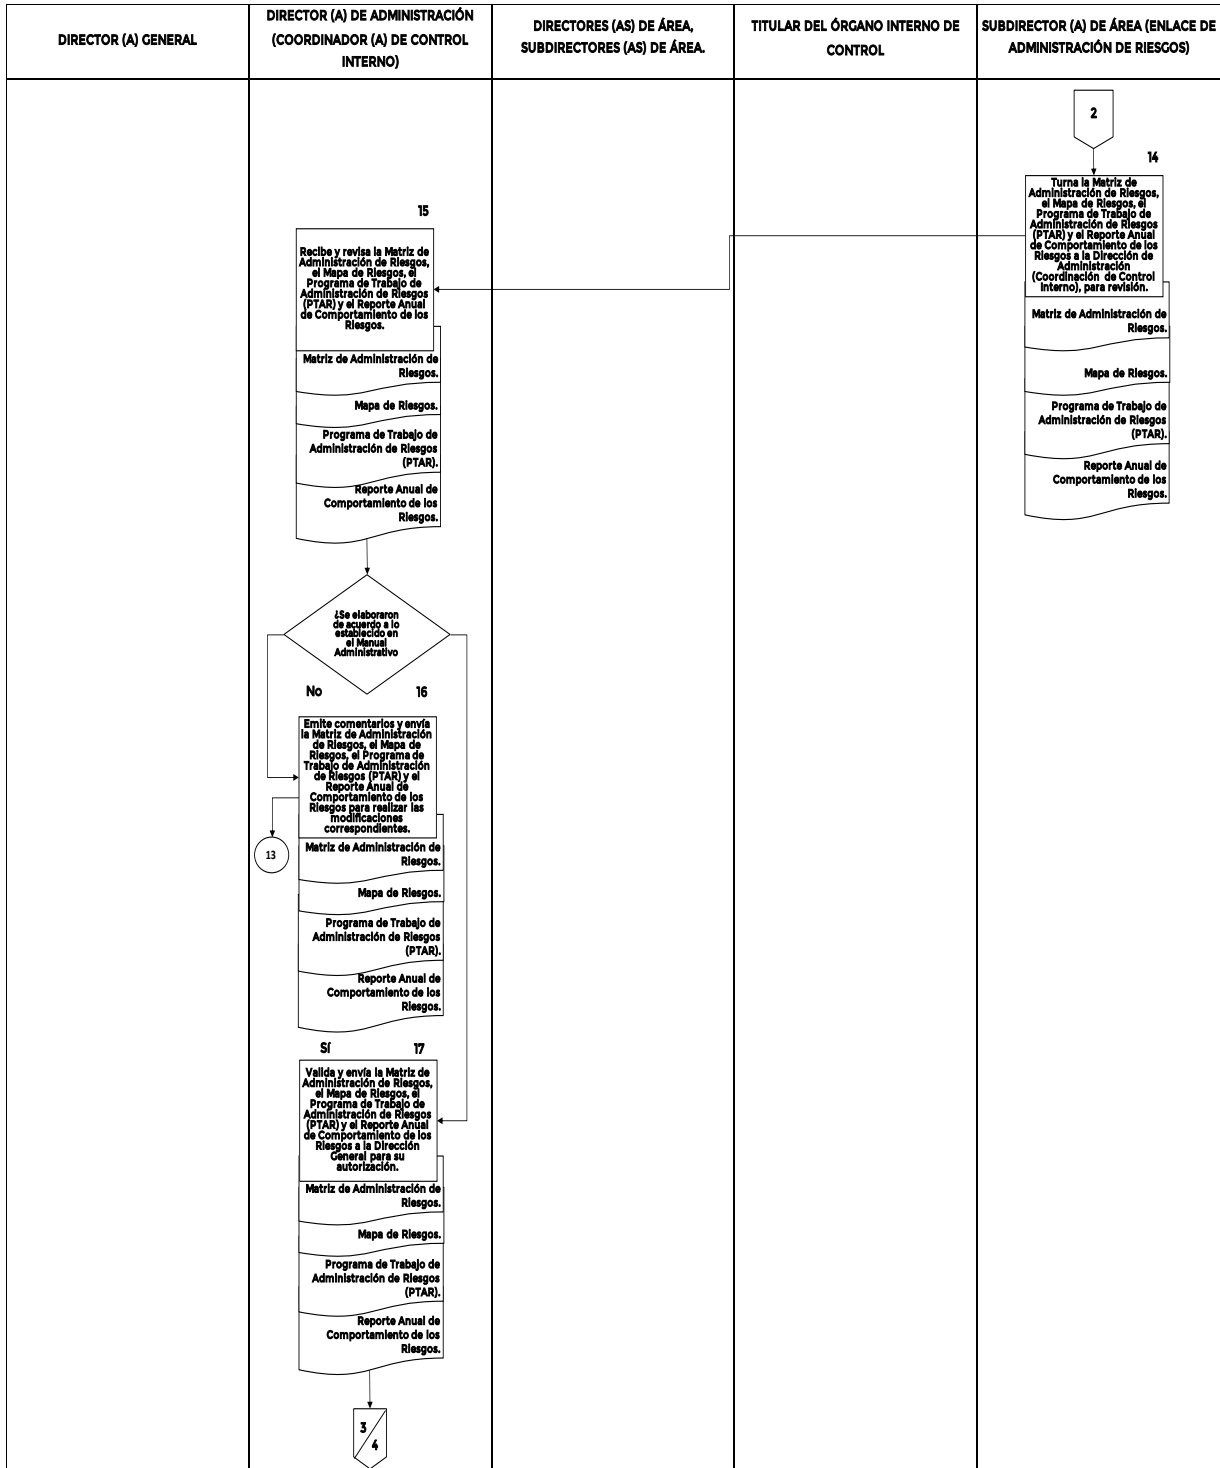 DIRECTOR (A) GENERAL
DIRECTOR (A) DE ADMINISTRACIÓN
(COORDINADOR (A) DE CONTROL
INTERNO)
DIRECTORES (AS) DE ÁREA,
SUBDIRECTORES (AS) DE ÁREA.
TITULAR DEL ÓRGANO INTERNO DE
CONTROL
SUBDIRECTOR (A) DE ÁREA (ENLACE DE
ADMINISTRACIÓN DE RIESGOS)
2
14
Turna la Matriz de
Administración de Riesgos,
el Mapa de Riesgos, el
Programa de Trabajo de
Administración de Riesgos
(PTAR) y el Reporte Anual
de Comportamiento de los
Riesgos a la Dirección de
Administración
(Coordinación de Control
Interno), para revisión.
Matriz de Administración de
Riesgos.
Mapa de Riesgos.
Programa de Trabajo de
Administración de Riesgos
(PTAR).
Reporte Anual de
Comportamiento de los
Riesgos.
15
Recibe y revisa la Matriz de
Administración de Riesgos,
el Mapa de Riesgos, el
Programa de Trabajo de
Administración de Riesgos
(PTAR) y el Reporte Anual
de Comportamiento de los
Riesgos.
Matriz de Administración de
Riesgos.
Mapa de Riesgos.
Programa de Trabajo de
Administración de Riesgos
(PTAR).
Reporte Anual de
Comportamiento de los
Riesgos.
¿Se elaboraron
de acuerdo a lo
establecido en
el Manual
Administrativo
No
16
Emite comentarios y envía
la Matriz de Administración
de Riesgos, el Mapa de
Riesgos, el Programa de
Trabajo de Administración
de Riesgos (PTAR) y el
Reporte Anual de
Comportamiento de los
Riesgos para realizar las
modificaciones
correspondientes.
13
Matriz de Administración de
Riesgos.
Mapa de Riesgos.
Programa de Trabajo de
Administración de Riesgos
(PTAR).
Reporte Anual de
Comportamiento de los
Riesgos.
Sí
17
Valida y envía la Matriz de
Administración de Riesgos,
el Mapa de Riesgos, el
Programa de Trabajo de
Administración de Riesgos
(PTAR) y el Reporte Anual
de Comportamiento de los
Riesgos a la Dirección
General para su
autorización.
Matriz de Administración de
Riesgos.
Mapa de Riesgos.
Programa de Trabajo de
Administración de Riesgos
(PTAR).
Reporte Anual de
Comportamiento de los
Riesgos.
3
4